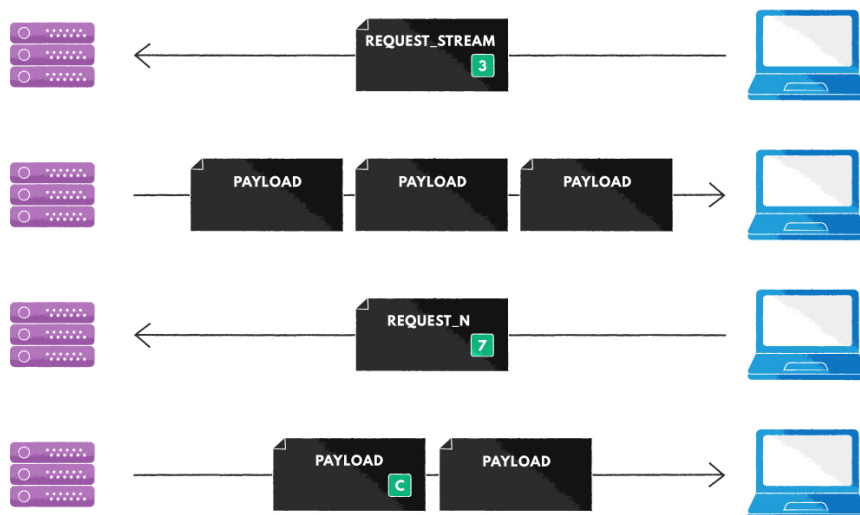 REQUEST_STREAM
3
PAYLOAD PAYLOAD PAYLOAD
REQUEST_N
7
PAYLOAD PAYLOAD
C